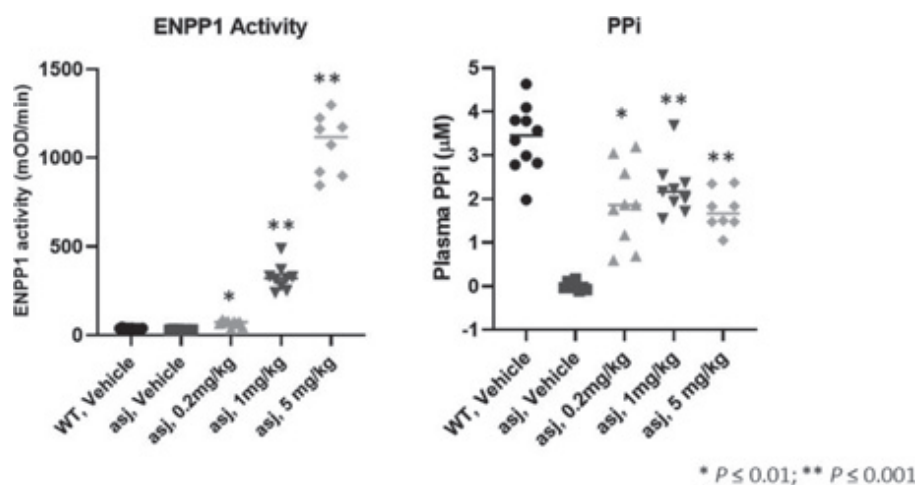 ENPP1 Activity
ENPP1 activity (mOD/min)
1500
1000
500
0
**
**
*
WT, Vehicle
asj, Vehicle
asj, 0.2mg/kg
asj, 1mg/kg
asj, 5 mg/kg
PPi
Plasma PPi (μM)
5
4
3
2
1
0
-1
*
**
**
WT, Vehicle
asj, Vehicle
asj, 0.2mg/kg
asj, 1mg/kg
asj, 5 mg/kg
* P ≤ 0.01; ** P ≤ 0.001